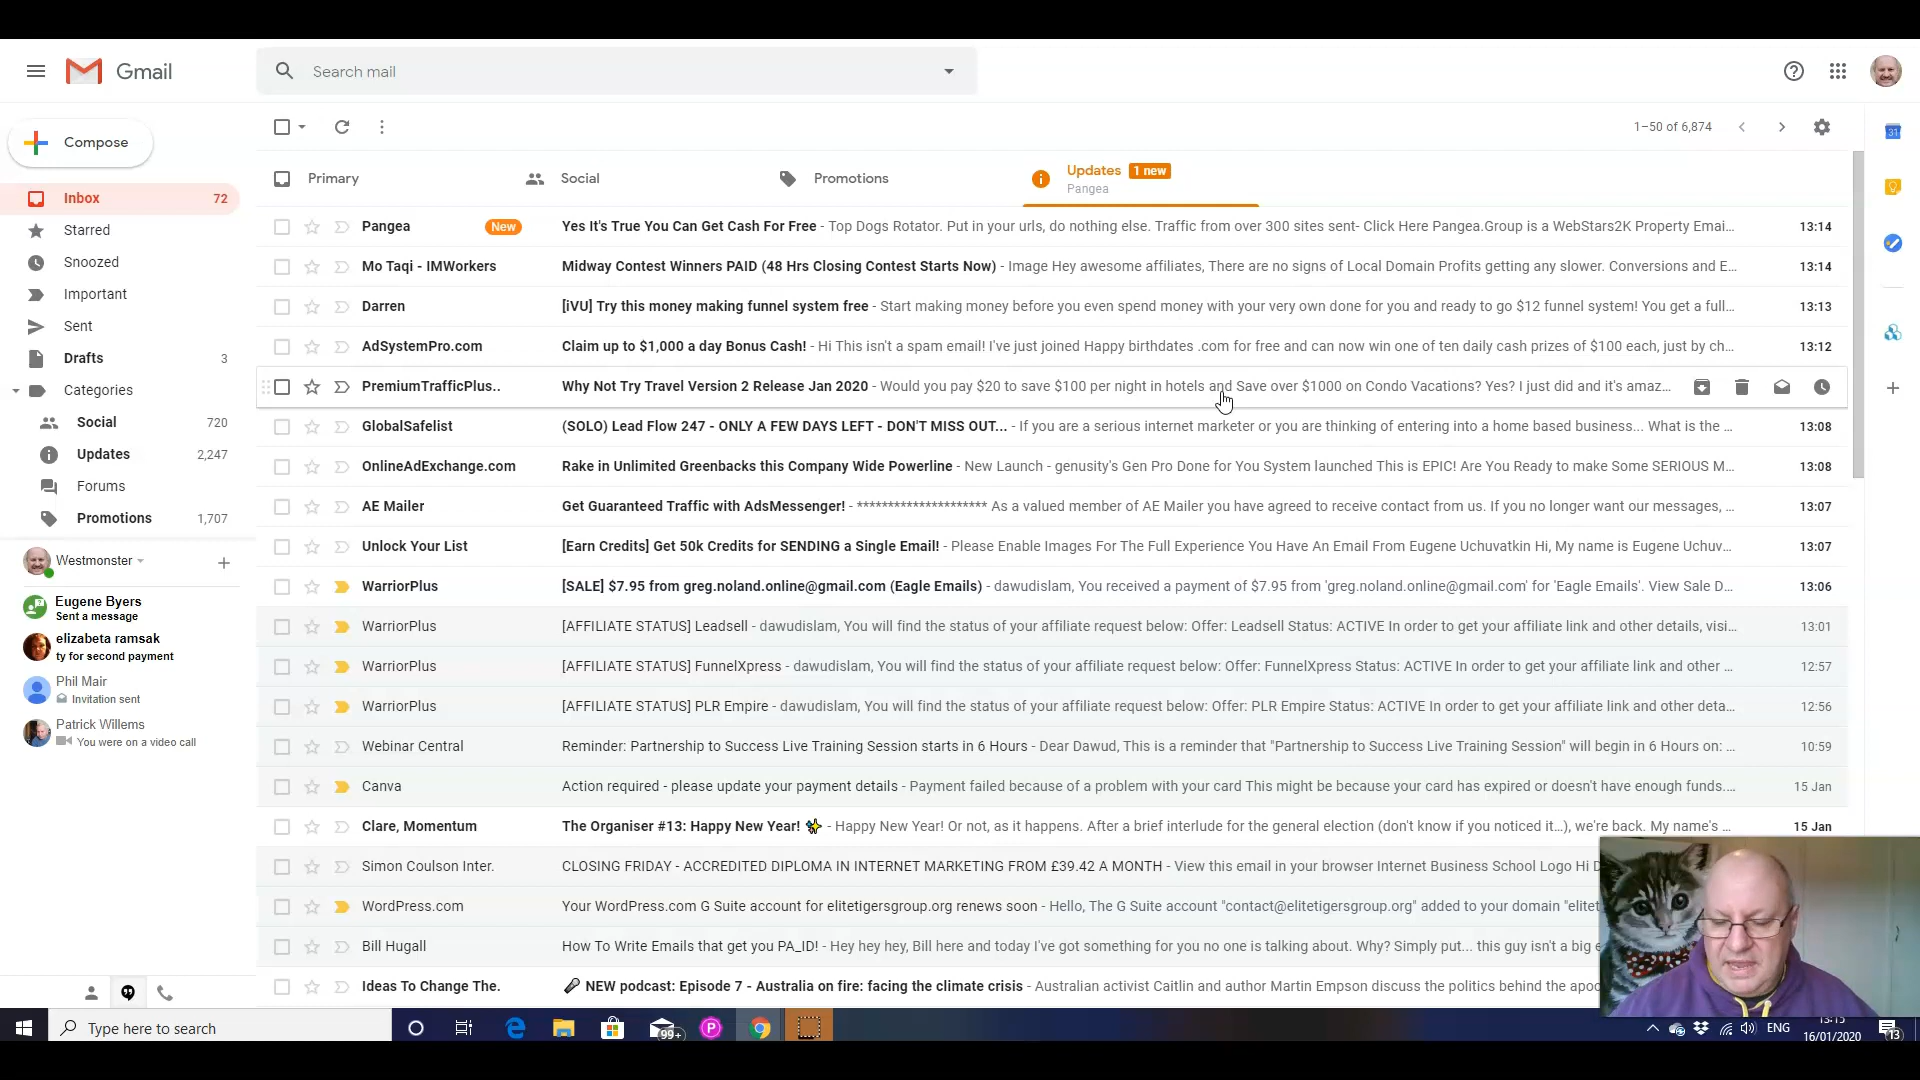 Gmail
Search mail
Compose
1–50 of 6,874
Primary
Social
Promotions
Updates 1 new
Pangea
Inbox 72
Starred
Snoozed
Important
Sent
Drafts 3
Categories
Social 720
Updates 2,247
Forums
Promotions 1,707
Westmonster
Eugene Byers
Sent a message
elizabeta ramsak
ty for second payment
Phil Mair
Invitation sent
Patrick Willems
You were on a video call
Pangea New Yes It's True You Can Get Cash For Free - Top Dogs Rotator. Put in your urls, do nothing else. Traffic from over 300 sites sent- Click Here Pangea.Group is a WebStars2K Property Emai... 13:14
Mo Taqi - IMWorkers Midway Contest Winners PAID (48 Hrs Closing Contest Starts Now) - Image Hey awesome affiliates, There are no signs of Local Domain Profits getting any slower. Conversions and E... 13:14
Darren [iVU] Try this money making funnel system free - Start making money before you even spend money with your very own done for you and ready to go $12 funnel system! You get a full... 13:13
AdSystemPro.com Claim up to $1,000 a day Bonus Cash! - Hi This isn't a spam email! I've just joined Happy birthdates .com for free and can now win one of ten daily cash prizes of $100 each, just by ch... 13:12
PremiumTrafficPlus.. Why Not Try Travel Version 2 Release Jan 2020 - Would you pay $20 to save $100 per night in hotels and Save over $1000 on Condo Vacations? Yes? I just did and it's amaz...
GlobalSafelist (SOLO) Lead Flow 247 - ONLY A FEW DAYS LEFT - DON'T MISS OUT... - If you are a serious internet marketer or you are thinking of entering into a home based business... What is the ... 13:08
OnlineAdExchange.com Rake in Unlimited Greenbacks this Company Wide Powerline - New Launch - genusity's Gen Pro Done for You System launched This is EPIC! Are You Ready to make Some SERIOUS M... 13:08
AE Mailer Get Guaranteed Traffic with AdsMessenger! - ********************* As a valued member of AE Mailer you have agreed to receive contact from us. If you no longer want our messages, ... 13:07
Unlock Your List [Earn Credits] Get 50k Credits for SENDING a Single Email! - Please Enable Images For The Full Experience You Have An Email From Eugene Uchuvatkin Hi, My name is Eugene Uchuv... 13:07
WarriorPlus [SALE] $7.95 from greg.noland.online@gmail.com (Eagle Emails) - dawudislam, You received a payment of $7.95 from 'greg.noland.online@gmail.com' for 'Eagle Emails'. View Sale D... 13:06
WarriorPlus [AFFILIATE STATUS] Leadsell - dawudislam, You will find the status of your affiliate request below: Offer: Leadsell Status: ACTIVE In order to get your affiliate link and other details, visi... 13:01
WarriorPlus [AFFILIATE STATUS] FunnelXpress - dawudislam, You will find the status of your affiliate request below: Offer: FunnelXpress Status: ACTIVE In order to get your affiliate link and other ... 12:57
WarriorPlus [AFFILIATE STATUS] PLR Empire - dawudislam, You will find the status of your affiliate request below: Offer: PLR Empire Status: ACTIVE In order to get your affiliate link and other deta... 12:56
Webinar Central Reminder: Partnership to Success Live Training Session starts in 6 Hours - Dear Dawud, This is a reminder that "Partnership to Success Live Training Session" will begin in 6 Hours on: ... 10:59
Canva Action required - please update your payment details - Payment failed because of a problem with your card This might be because your card has expired or doesn't have enough funds.... 15 Jan
Clare, Momentum The Organiser #13: Happy New Year! ✨ - Happy New Year! Or not, as it happens. After a brief interlude for the general election (don't know if you noticed it...), we're back. My name's ... 15 Jan
Simon Coulson Inter. CLOSING FRIDAY - ACCREDITED DIPLOMA IN INTERNET MARKETING FROM £39.42 A MONTH - View this email in your browser Internet Business School Logo Hi D
WordPress.com Your WordPress.com G Suite account for elitetigersgroup.org renews soon - Hello, The G Suite account "contact@elitetigersgroup.org" added to your domain "elitet
Bill Hugall How To Write Emails that get you PA_ID! - Hey hey hey, Bill here and today I've got something for you no one is talking about. Why? Simply put... this guy isn't a big e
Ideas To Change The. 🎤 NEW podcast: Episode 7 - Australia on fire: facing the climate crisis - Australian activist Caitlin and author Martin Empson discuss the politics behind the apoc
Type here to search
99+
ENG
13:15
16/01/2020
13
31